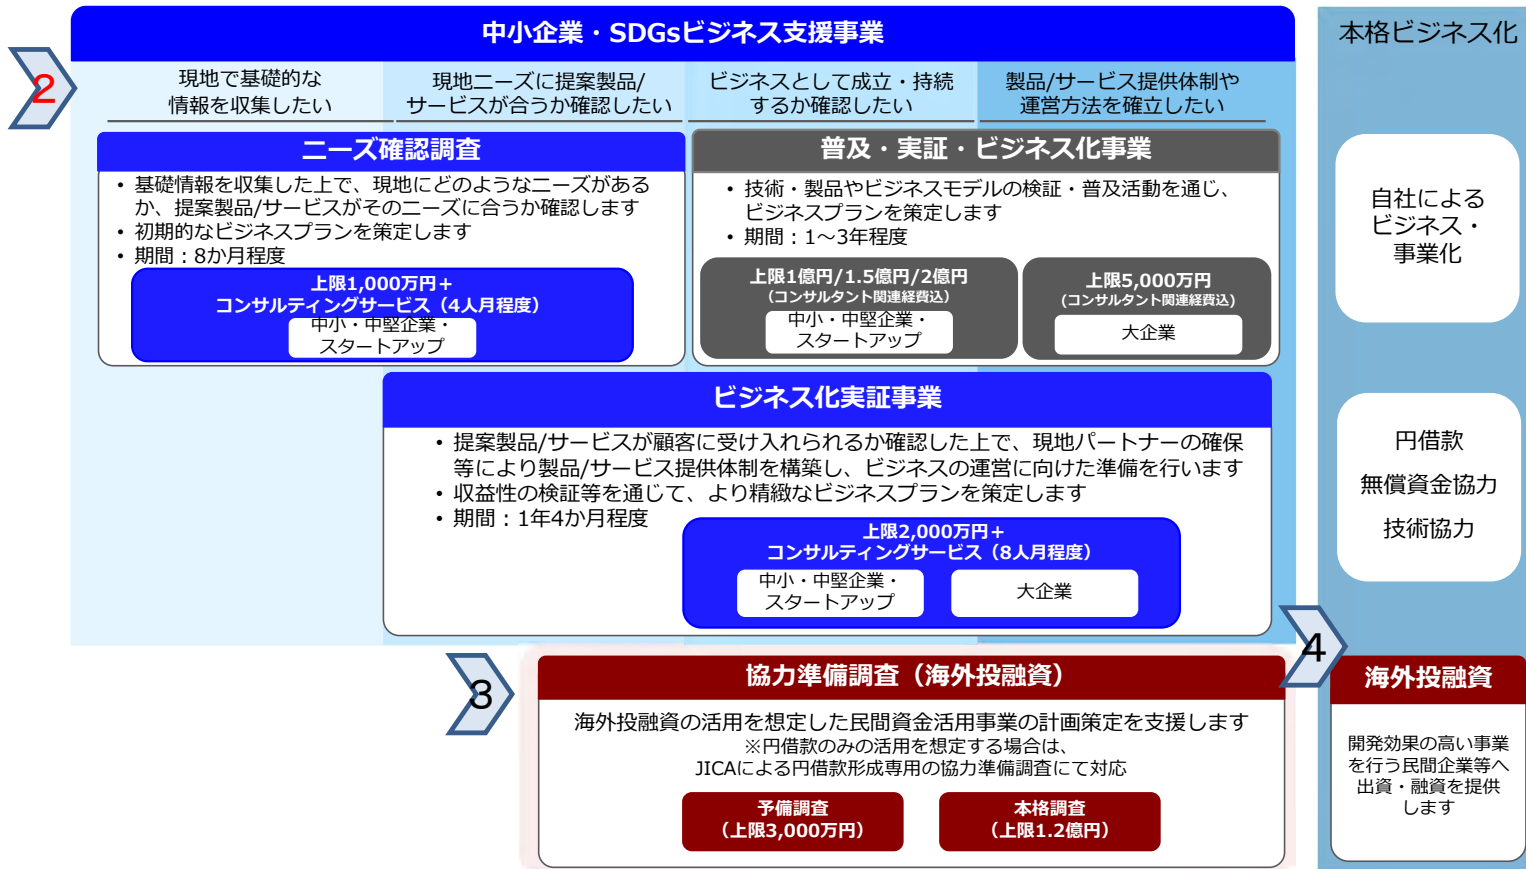 中小企業・SDGsビジネス支援事業
本格ビジネス化
2
現地で基礎的な
情報を収集したい
現地ニーズに提案製品/
サービスが合うか確認したい
ビジネスとして成立・持続
するか確認したい
製品/サービス提供体制や
運営方法を確立したい
ニーズ確認調査
・基礎情報を収集した上で、現地にどのようなニーズがある
か、提案製品/サービスがそのニーズに合うか確認します
・初期的なビジネスプランを策定します
・期間：8か月程度
上限1,000万円＋
コンサルティングサービス（4人月程度）
中小・中堅企業・
スタートアップ
普及・実証・ビジネス化事業
・技術・製品やビジネスモデルの検証・普及活動を通じ、
ビジネスプランを策定します
・期間：1～3年程度
上限1億円/1.5億円/2億円
（コンサルタント関連経費込）
中小・中堅企業・
スタートアップ
上限5,000万円
（コンサルタント関連経費込）
大企業
自社による
ビジネス・
事業化
ビジネス化実証事業
・提案製品/サービスが顧客に受け入れられるか確認した上で、現地パートナーの確保
等により製品/サービス提供体制を構築し、ビジネスの運営に向けた準備を行います
・収益性の検証等を通じて、より精緻なビジネスプランを策定します
・期間：1年4か月程度
上限2,000万円＋
コンサルティングサービス（8人月程度）
中小・中堅企業・
スタートアップ
大企業
円借款
無償資金協力
技術協力
3
協力準備調査（海外投融資）
海外投融資の活用を想定した民間資金活用事業の計画策定を支援します
※円借款のみの活用を想定する場合は、
JICAによる円借款形成専用の協力準備調査にて対応
予備調査
（上限3,000万円）
本格調査
（上限1.2億円）
4
海外投融資
開発効果の高い事業
を行う民間企業等へ
出資・融資を提供
します